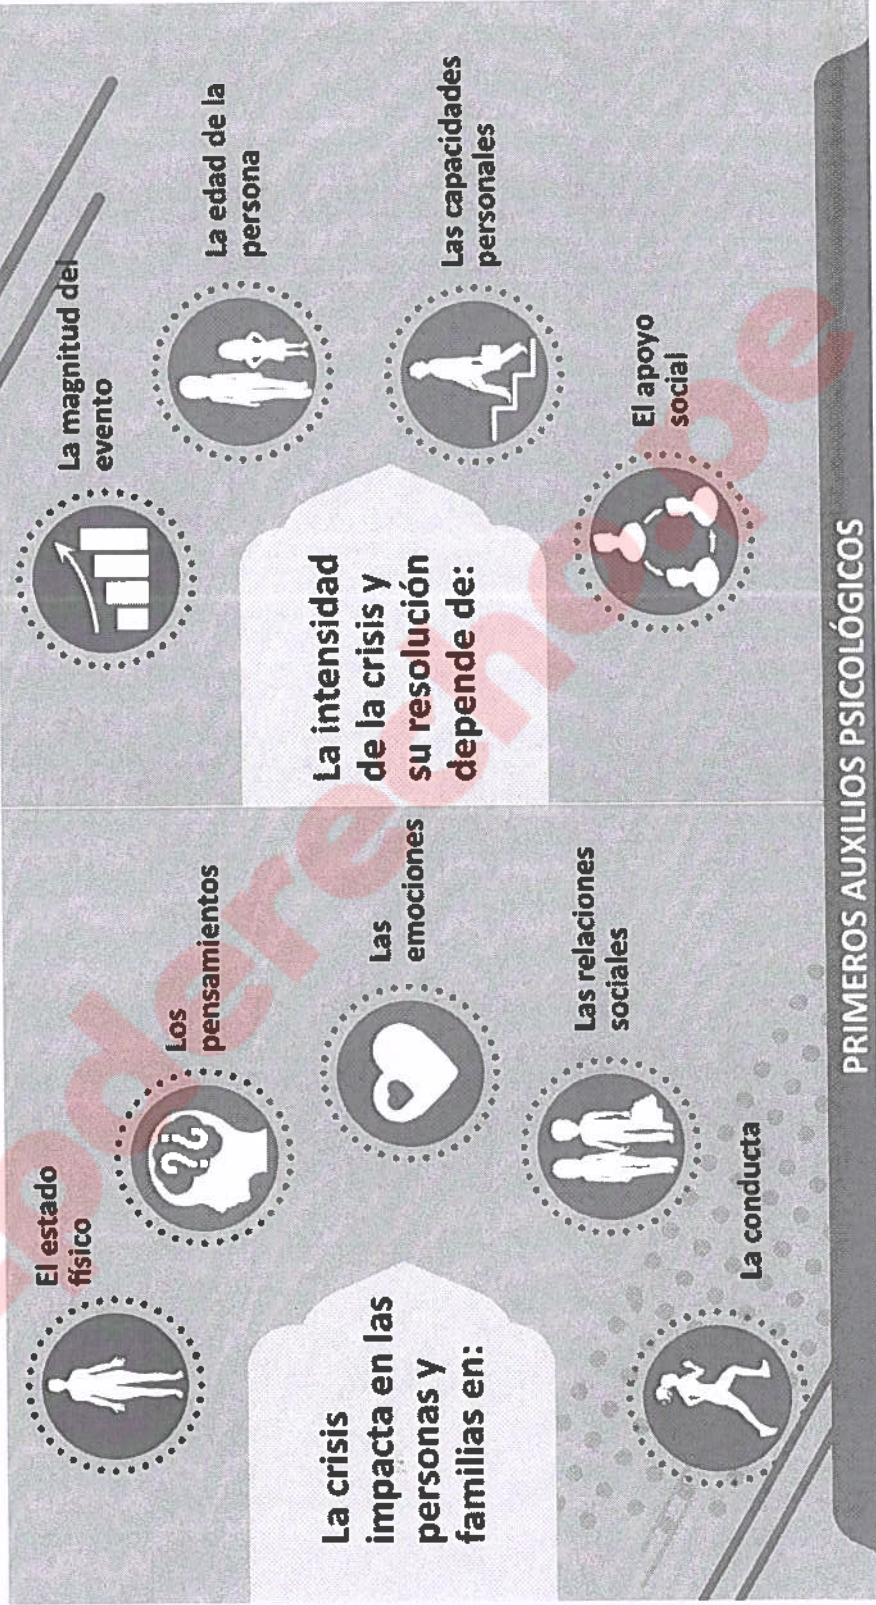 La crisis
impacta en las
personas y
familias en:
El estado
físico
Los
pensamientos
??
Las
emociones
Las relaciones
sociales
La conducta
La intensidad
de la crisis y
su resolución
depende de:
La magnitud del
evento
La edad de la
persona
Las capacidades
personales
El apoyo
social
PRIMEROS AUXILIOS PSICOLÓGICOS
lpderecho.pe